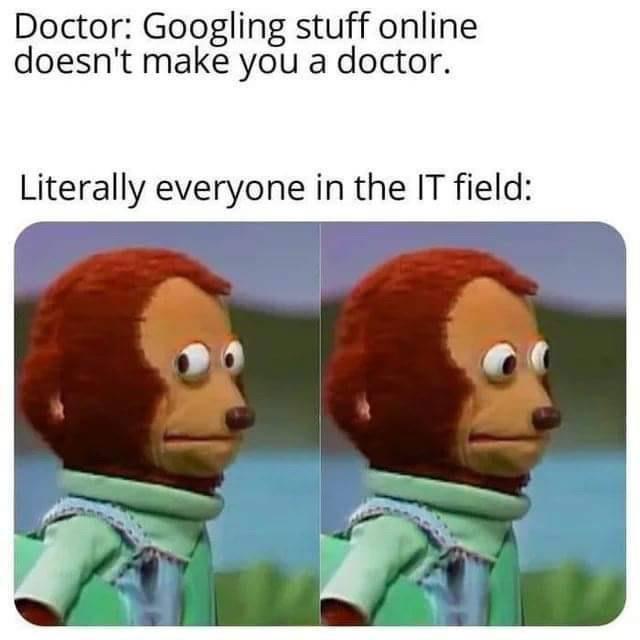 Doctor: Googling stuff online
doesn't make you a doctor.
Literally everyone in the IT field: